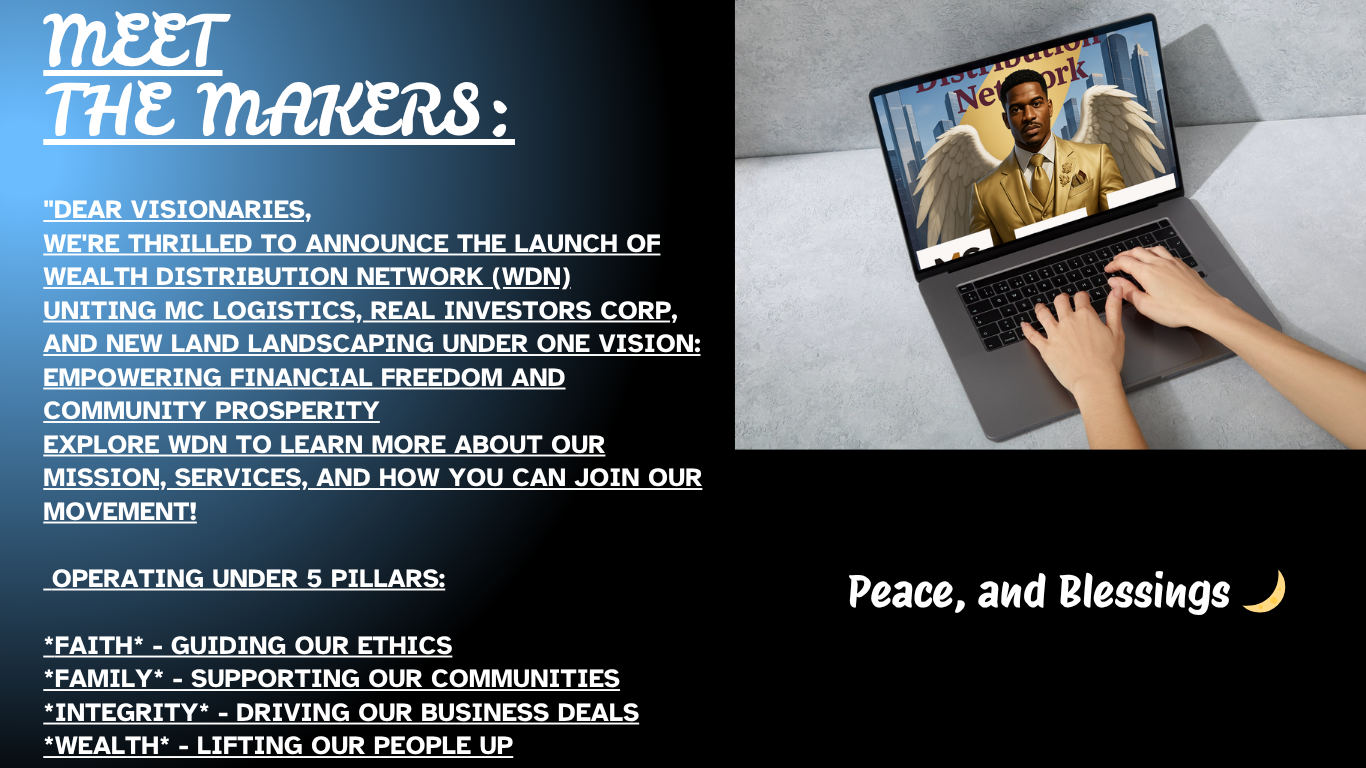 MEET
THE MAKERS:
"DEAR VISIONARIES,
WE'RE THRILLED TO ANNOUNCE THE LAUNCH OF
WEALTH DISTRIBUTION NETWORK (WDN)
UNITING MC LOGISTICS, REAL INVESTORS CORP,
AND NEW LAND LANDSCAPING UNDER ONE VISION:
EMPOWERING FINANCIAL FREEDOM AND
COMMUNITY PROSPERITY
EXPLORE WDN TO LEARN MORE ABOUT OUR
MISSION, SERVICES, AND HOW YOU CAN JOIN OUR
MOVEMENT!
OPERATING UNDER 5 PILLARS:
*FAITH* - GUIDING OUR ETHICS
*FAMILY* - SUPPORTING OUR COMMUNITIES
*INTEGRITY* - DRIVING OUR BUSINESS DEALS
*WEALTH* - LIFTING OUR PEOPLE UP
Distribution
Network
Peace, and Blessings 🌙